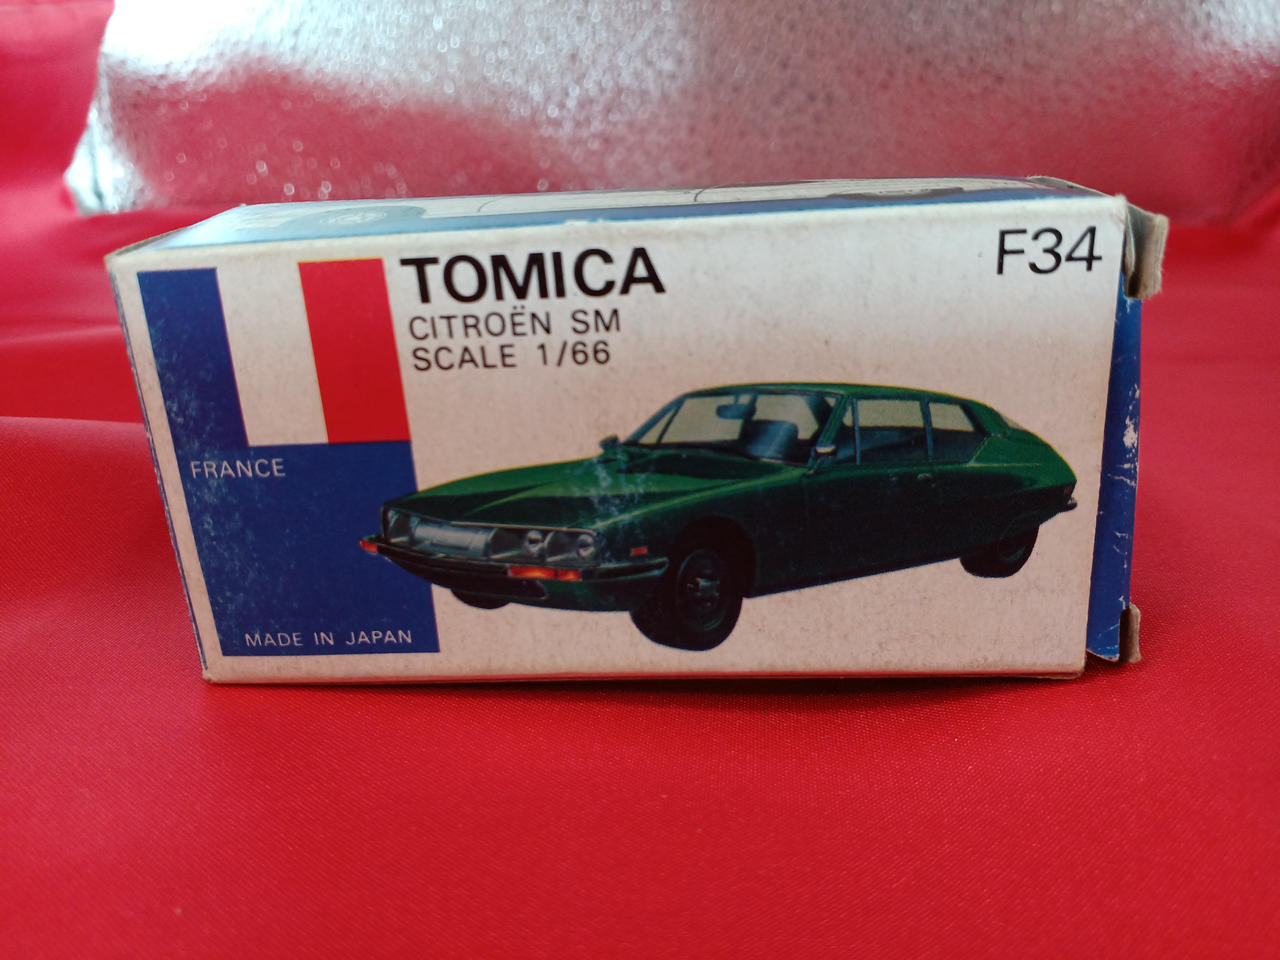 TOMICA
CITROËN SM
SCALE 1/66
F34
FRANCE
MADE IN JAPAN